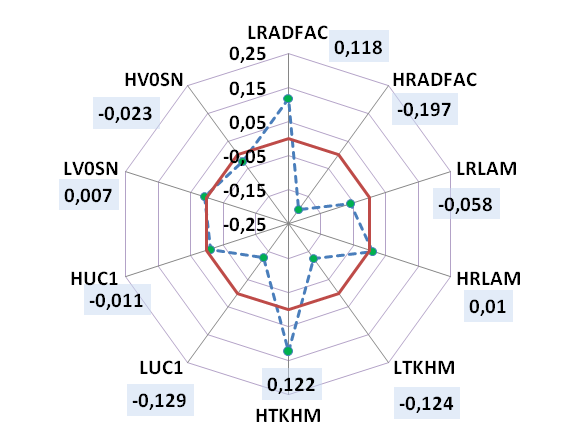 LRADFAC
0,118
0,25
0,15
0,05
-0,05
-0,15
-0,25
HRADFAC
-0,197
LRLAM
-0,058
HRLAM
0,01
LTKHM
-0,124
0,122
HTKHM
LUC1
-0,129
HUC1
-0,011
LV0SN
0,007
HV0SN
-0,023